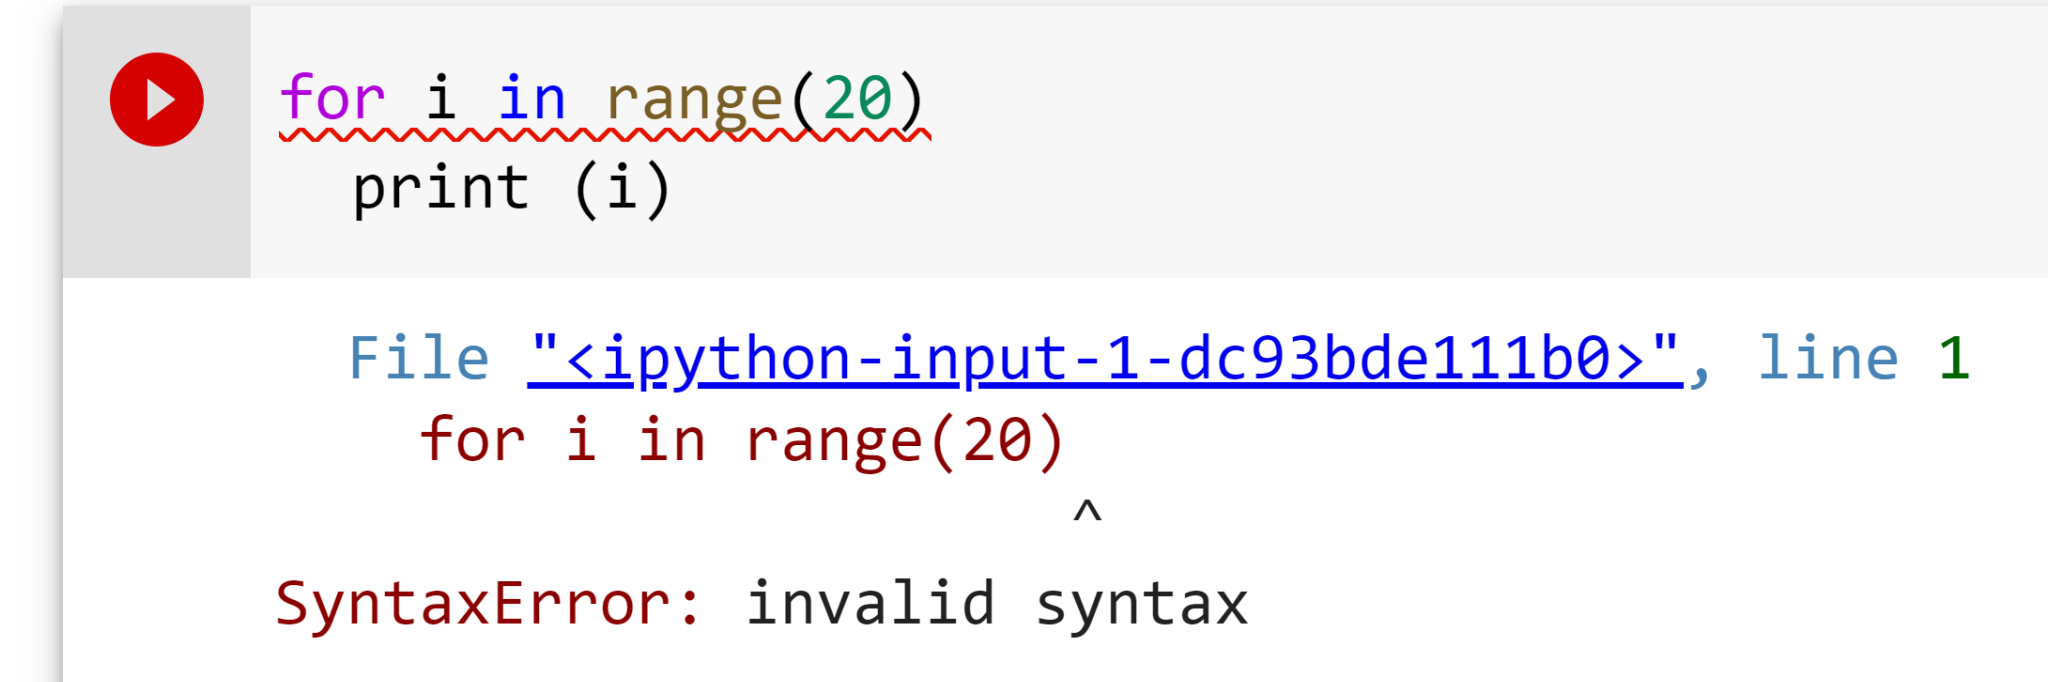 for i in range(20)
print (i)
File "<ipython-input-1-dc93bde111b0>", line 1
for i in range(20)
^
SyntaxError: invalid syntax